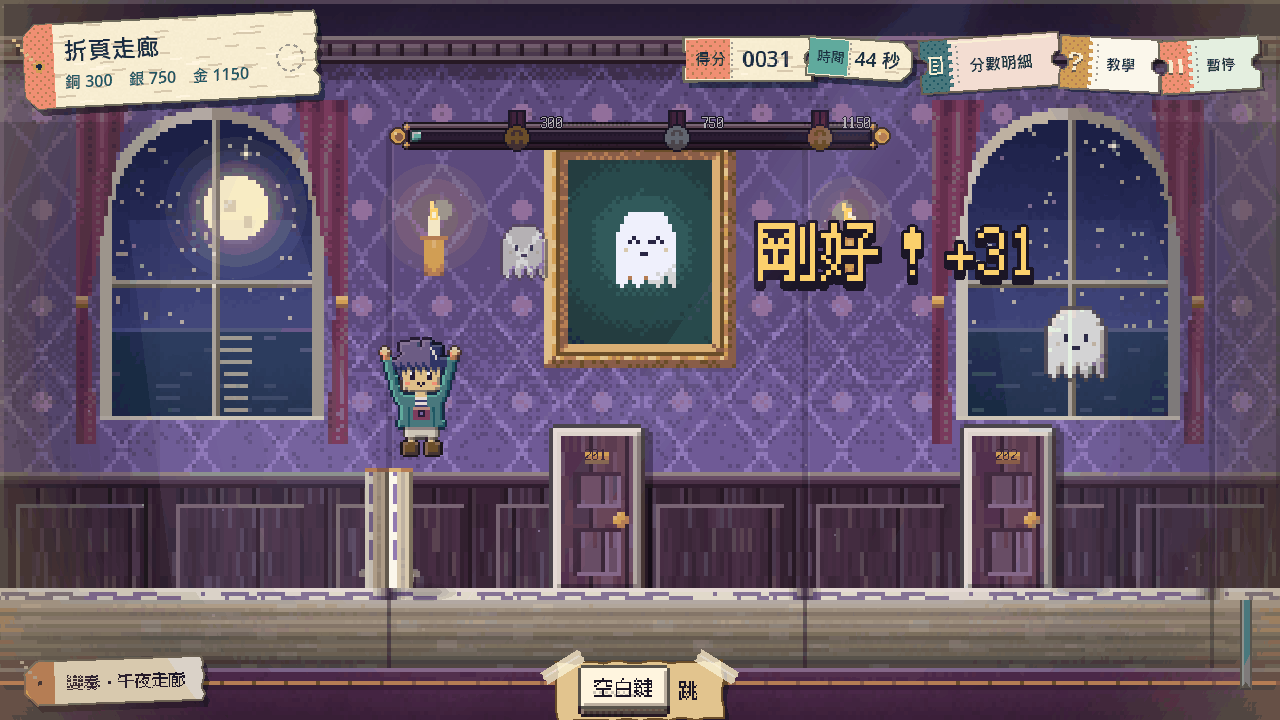 折頁走廊
銅 300 銀 750 金 1150
得分 0031 時間 44 秒
分數明細
教學
暫停
300 750 1150
剛好！+31
201
202
變奏・午夜走廊
空白鍵 跳